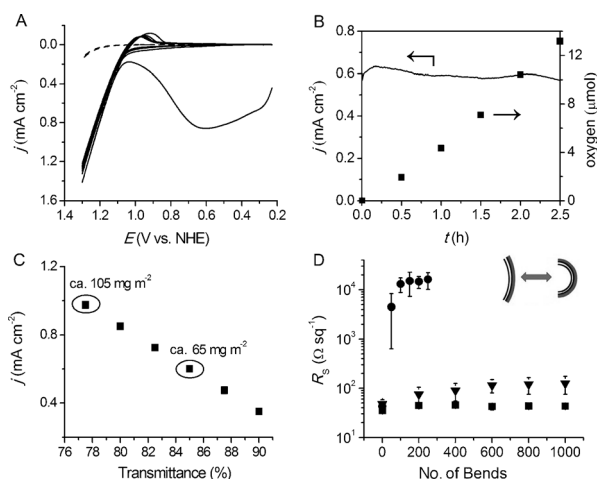 A
0.0
0.4
0.8
1.2
1.6
j (mA cm⁻²)
1.4 1.2 1.0 0.8 0.6 0.4 0.2
E (V vs. NHE)
B
0.8
0.6
0.4
0.2
0.0
j (mA cm⁻²)
12
8
4
0
oxygen (μmol)
0.0 0.5 1.0 1.5 2.0 2.5
t (h)
C
ca. 105 mg m⁻²
ca. 65 mg m⁻²
1.2
0.8
0.4
j (mA cm⁻²)
76 78 80 82 84 86 88 90
Transmittance (%)
D
10⁴
10³
10²
10¹
R_S (Ω sq⁻¹)
0 200 400 600 800 1000
No. of Bends